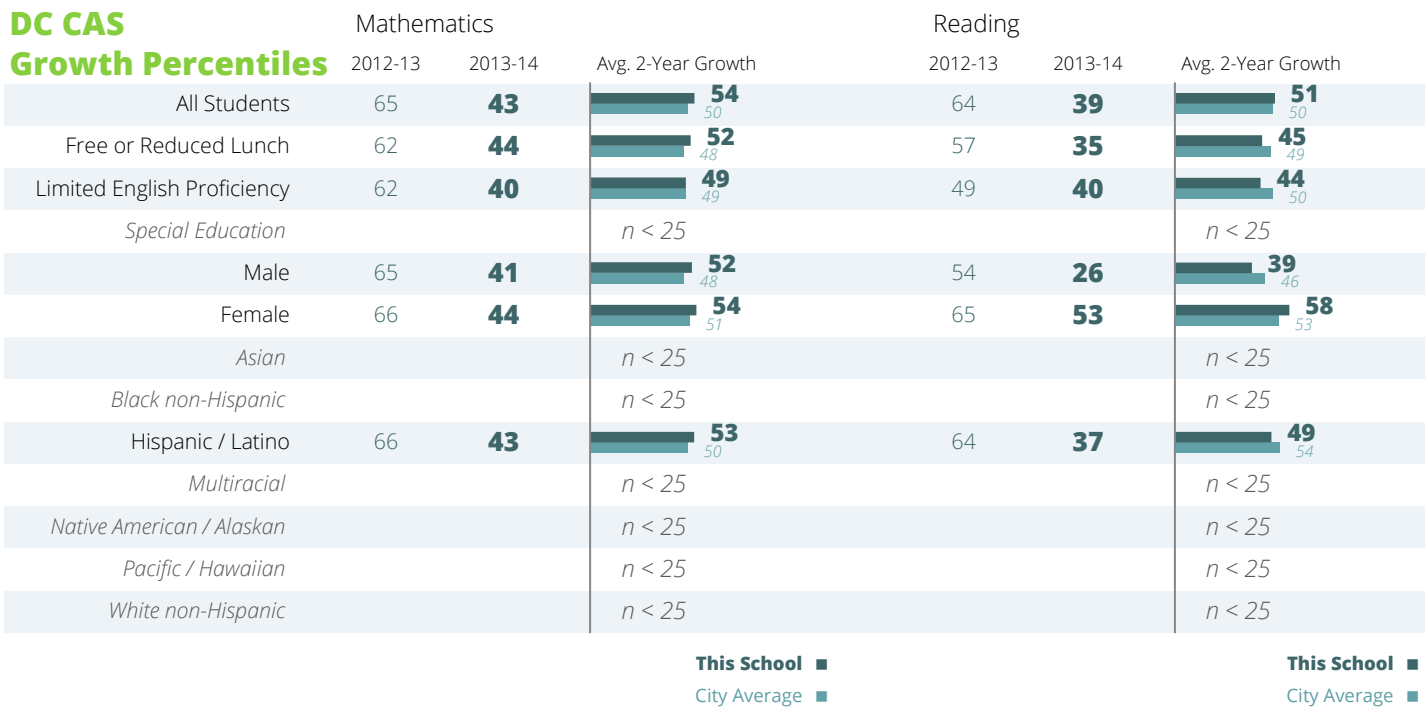 DC CAS
Growth Percentiles
Mathematics
Reading
2012-13 2013-14 Avg. 2-Year Growth 2012-13 2013-14 Avg. 2-Year Growth
All Students 65 43 54 50 64 39 51 50
Free or Reduced Lunch 62 44 52 48 57 35 45 49
Limited English Proficiency 62 40 49 49 49 40 44 50
Special Education n < 25 n < 25
Male 65 41 52 48 54 26 39 46
Female 66 44 54 51 65 53 58 53
Asian n < 25 n < 25
Black non-Hispanic n < 25 n < 25
Hispanic / Latino 66 43 53 50 64 37 49 54
Multiracial n < 25 n < 25
Native American / Alaskan n < 25 n < 25
Pacific / Hawaiian n < 25 n < 25
White non-Hispanic n < 25 n < 25
This School This School
City Average City Average